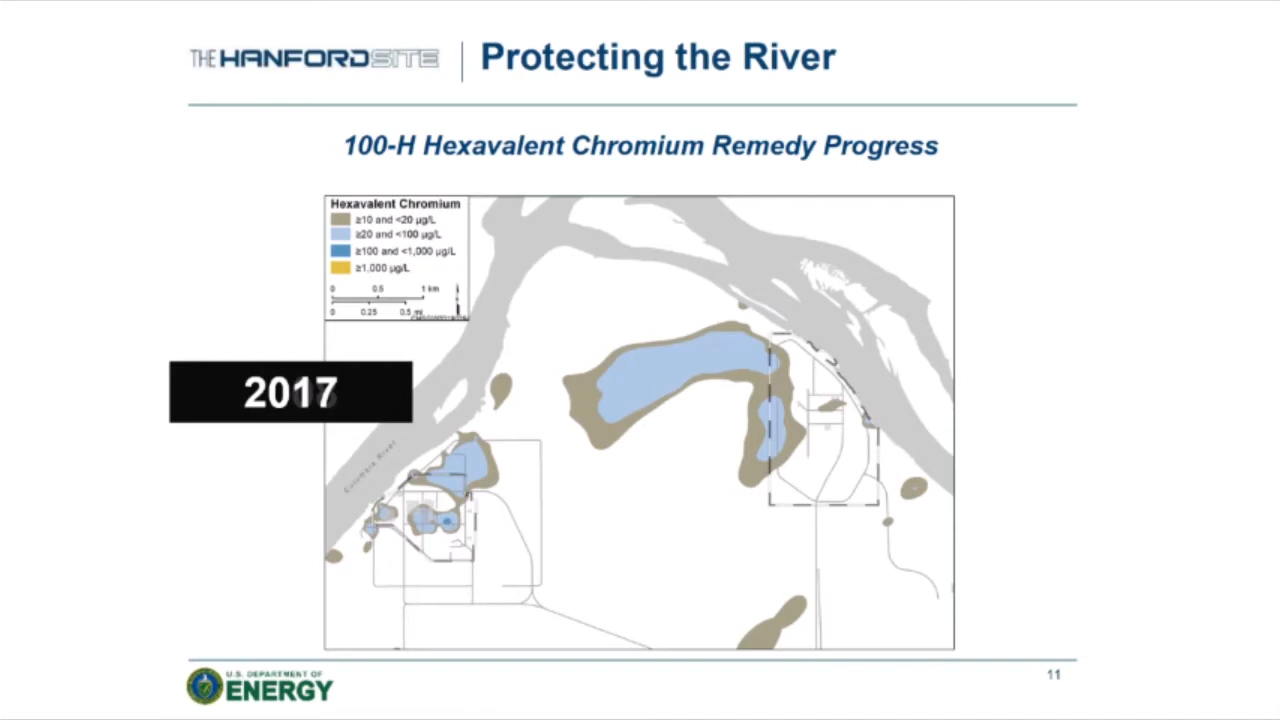 THE HANFORD SITE
Protecting the River
100-H Hexavalent Chromium Remedy Progress
Hexavalent Chromium
≥10 and <20 µg/L
≥20 and <100 µg/L
≥100 and <1,000 µg/L
≥1,000 µg/L
0 0.5 1 km
0 0.25 0.5 mi
2017
Columbia River
U.S. DEPARTMENT OF
ENERGY
11